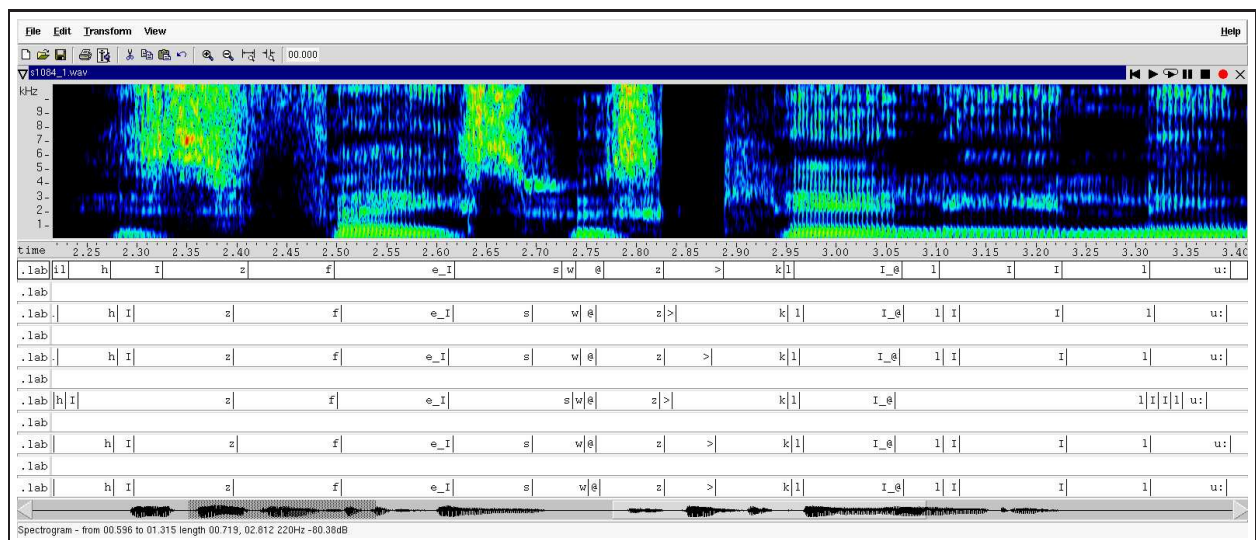 File Edit Transform View Help
00.000
s1084_1.wav
kHz
9
8
7
6
5
4
3
2
1
time 2.25 2.30 2.35 2.40 2.45 2.50 2.55 2.60 2.65 2.70 2.75 2.80 2.85 2.90 2.95 3.00 3.05 3.10 3.15 3.20 3.25 3.30 3.35 3.40
.lab il h I z f e_I s w @ z > k l I_@ l I I l u:
.lab
.lab . h I z f e_I s w @ z > k l I_@ l I I l u:
.lab
.lab . h I z f e_I s w @ z > k l I_@ l I I l u:
.lab
.lab h I z f e_I s w @ z > k l I_@ l I I l u:
.lab
.lab h I z f e_I s w @ z > k l I_@ l I I l u:
.lab
.lab h I z f e_I s w @ z > k l I_@ l I I l u:
Spectrogram - from 00.596 to 01.315 length 00.719, 02.812 220Hz -80.38dB